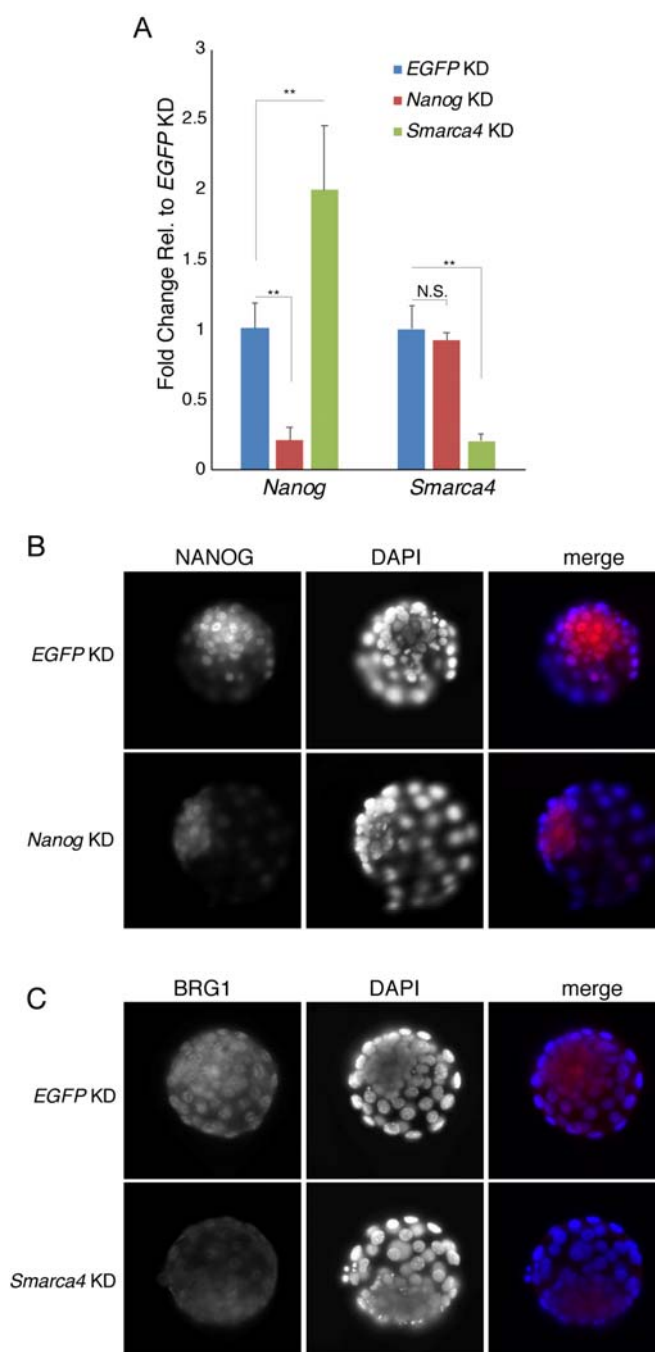 A
Fold Change Rel. to EGFP KD
3
2.5
2
1.5
1
0.5
0
EGFP KD
Nanog KD
Smarca4 KD
**
**
**
N.S.
Nanog
Smarca4
B
NANOG
DAPI
merge
EGFP KD
Nanog KD
C
BRG1
DAPI
merge
EGFP KD
Smarca4 KD